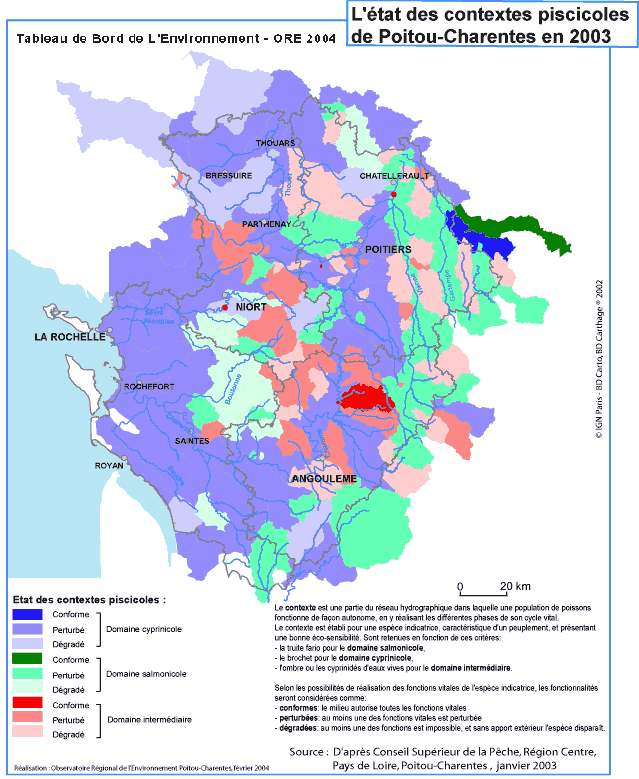 L'état des contextes piscicoles
de Poitou-Charentes en 2003
Tableau de Bord de L'Environnement - ORE 2004
THOUARS
BRESSUIRE
Thouet
CHATELLERAULT
PARTHENAY
POITIERS
Vienne
Gartempe
Sèvre
Niortaise
NIORT
LA ROCHELLE
ROCHEFORT
Boutonne
SAINTES
Charente
ROYAN
Seudre
ANGOULEME
© IGN Paris - BD Carto, BD Carthage ® 2002
0 20 km
Etat des contextes piscicoles :
Conforme
Perturbé
Dégradé
Domaine cyprinicole
Conforme
Perturbé
Dégradé
Domaine salmonicole
Conforme
Perturbé
Dégradé
Domaine intermédiaire
Le contexte est une partie du réseau hydrographique dans laquelle une population de poissons
fonctionne de façon autonome, en y réalisant les différentes phases de son cycle vital.
Le contexte est établi pour une espèce indicatrice, caractéristique d'un peuplement, et présentant
une bonne éco-sensibilité. Sont retenues en fonction de ces critères:
- la truite fario pour le domaine salmonicole,
- le brochet pour le domaine cyprinicole,
- l'ombre ou les cyprinidés d'eaux vives pour le domaine intermédiaire.
Selon les possibilités de réalisation des fonctions vitales de l'espèce indicatrice, les fonctionnalités
seront considérées comme:
- conformes: le milieu autorise toutes les fonctions vitales
- perturbées: au moins une des fonctions vitales est perturbée
- dégradées: au moins une des fonctions est impossible, et sans apport extérieur l'espèce disparaît.
Source : D'après Conseil Supérieur de la Pêche, Région Centre,
Pays de Loire, Poitou-Charentes , janvier 2003
Réalisation : Observatoire Régional de l'Environnement Poitou-Charentes, février 2004